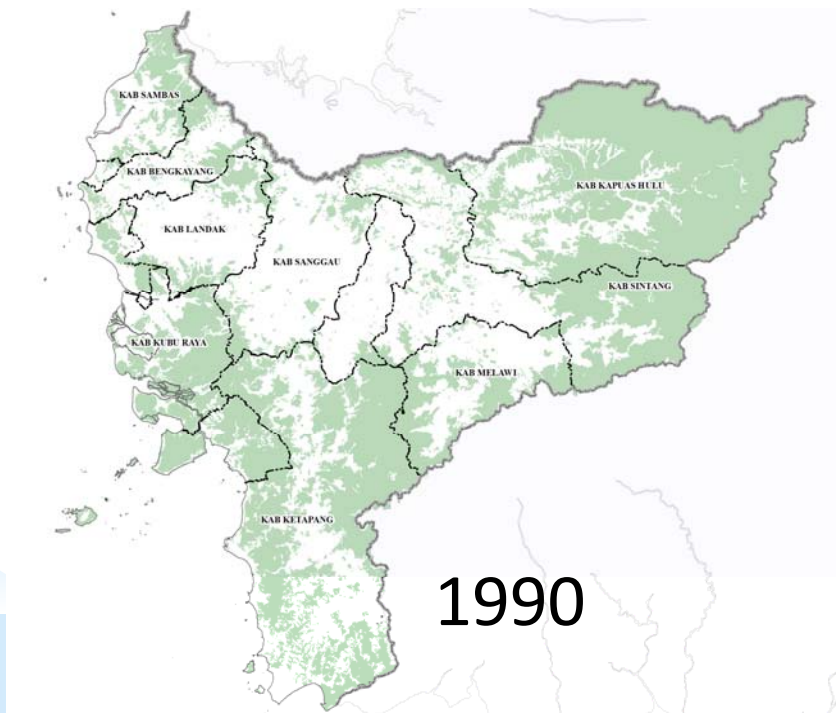 KAB SAMBAS
KAB BENGKAYANG
KAB KAPUAS HULU
KAB LANDAK
KAB SANGGAU
KAB SINTANG
KAB KUBU RAYA
KAB MELAWI
KAB KETAPANG
1990